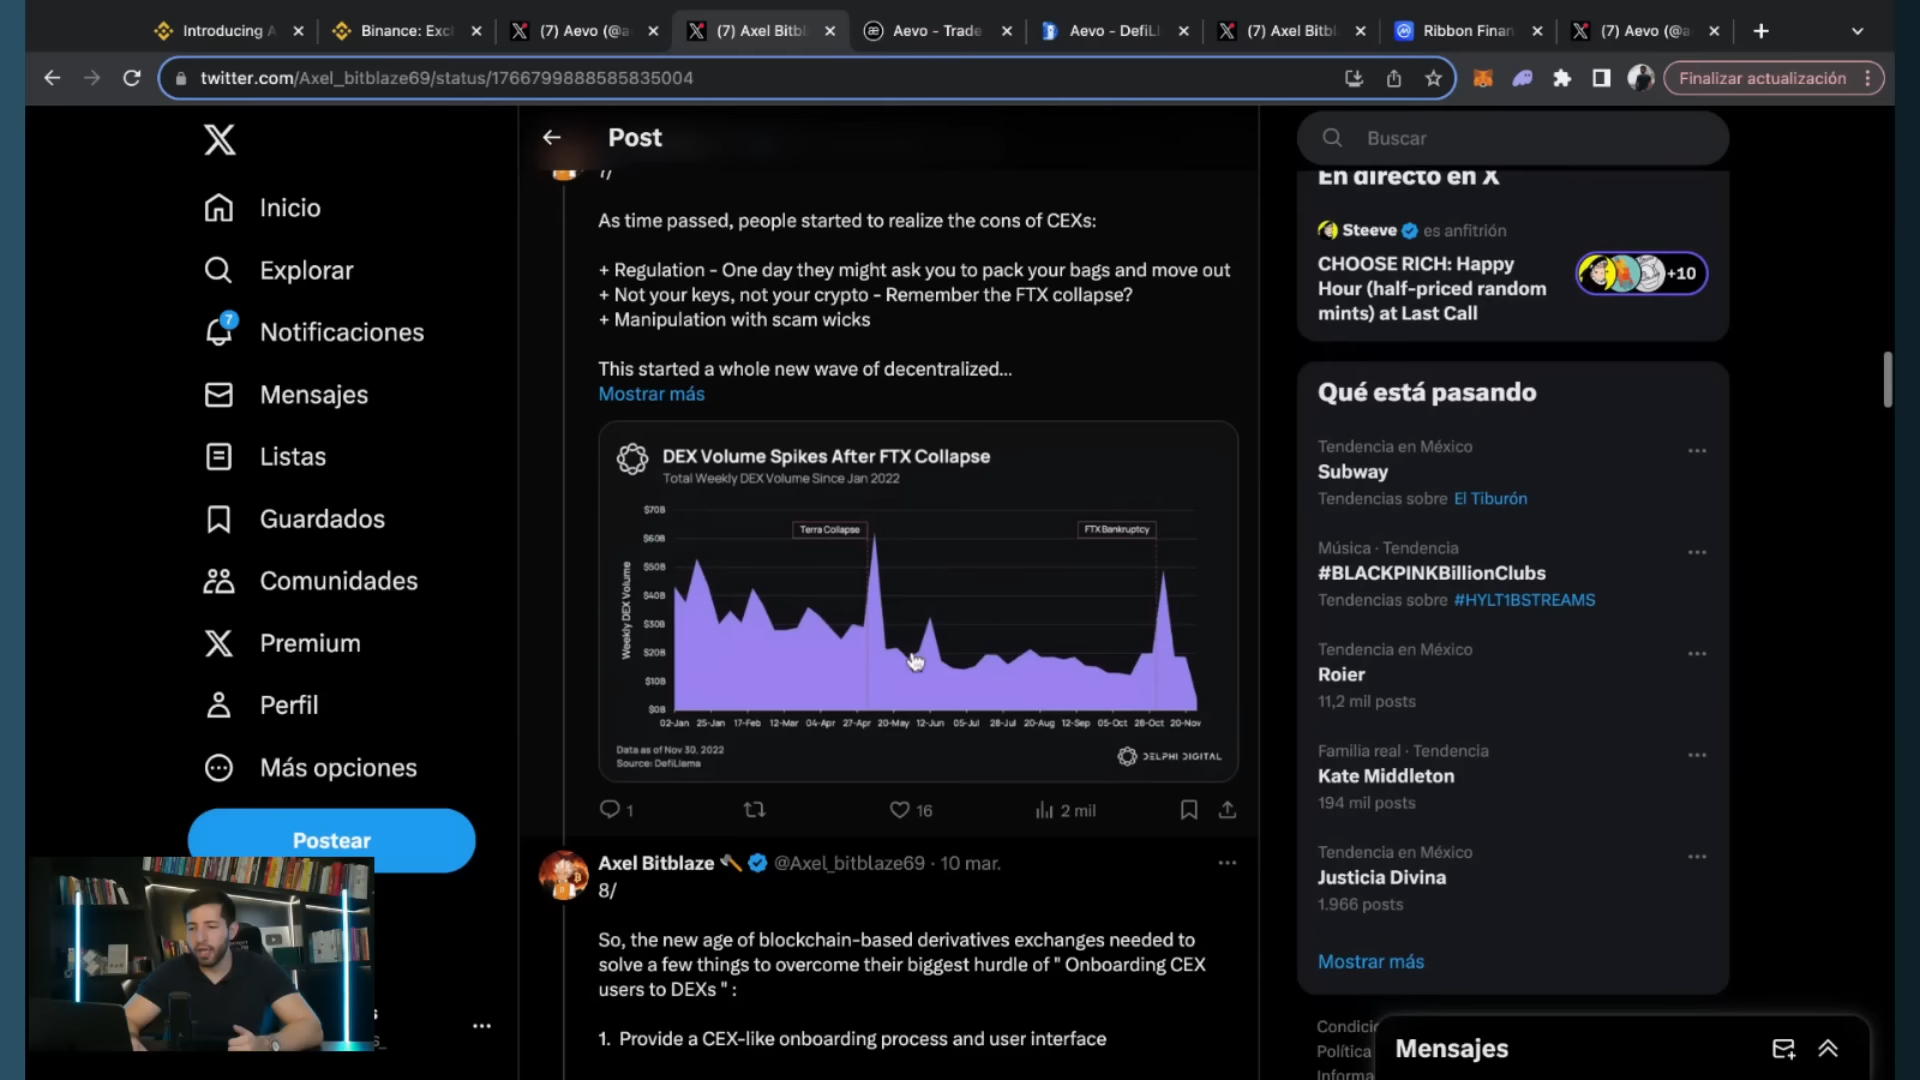 Introducing A
Binance: Excl
(7) Aevo (@a
(7) Axel Bitbl
Aevo - Trade
Aevo - DefiLl
(7) Axel Bitbl
Ribbon Finan
(7) Aevo (@a
twitter.com/Axel_bitblaze69/status/1766799888585835004
Finalizar actualización
Inicio
Explorar
7
Notificaciones
Mensajes
Listas
Guardados
Comunidades
Premium
Perfil
Más opciones
Postear
Post
7/
As time passed, people started to realize the cons of CEXs:
+ Regulation - One day they might ask you to pack your bags and move out
+ Not your keys, not your crypto - Remember the FTX collapse?
+ Manipulation with scam wicks
This started a whole new wave of decentralized...
Mostrar más
DEX Volume Spikes After FTX Collapse
Total Weekly DEX Volume Since Jan 2022
Weekly DEX Volume
$70B
$60B
$50B
$40B
$30B
$20B
$10B
$0B
Terra Collapse
FTX Bankruptcy
02-Jan 25-Jan 17-Feb 12-Mar 04-Apr 27-Apr 20-May 12-Jun 05-Jul 28-Jul 20-Aug 12-Sep 05-Oct 28-Oct 20-Nov
Data as of Nov 30, 2022
Source: DefiLlama
DELPHI DIGITAL
1
16
2 mil
Axel Bitblaze @Axel_bitblaze69 · 10 mar.
8/
So, the new age of blockchain-based derivatives exchanges needed to
solve a few things to overcome their biggest hurdle of " Onboarding CEX
users to DEXs " :
1. Provide a CEX-like onboarding process and user interface
Buscar
En directo en X
Steeve es anfitrión
CHOOSE RICH: Happy
Hour (half-priced random
mints) at Last Call
+10
Qué está pasando
Tendencia en México
Subway
Tendencias sobre El Tiburón
Música · Tendencia
#BLACKPINKBillionClubs
Tendencias sobre #HYLT1BSTREAMS
Tendencia en México
Roier
11,2 mil posts
Familia real · Tendencia
Kate Middleton
194 mil posts
Tendencia en México
Justicia Divina
1.966 posts
Mostrar más
Condici
Política
Informa
Mensajes